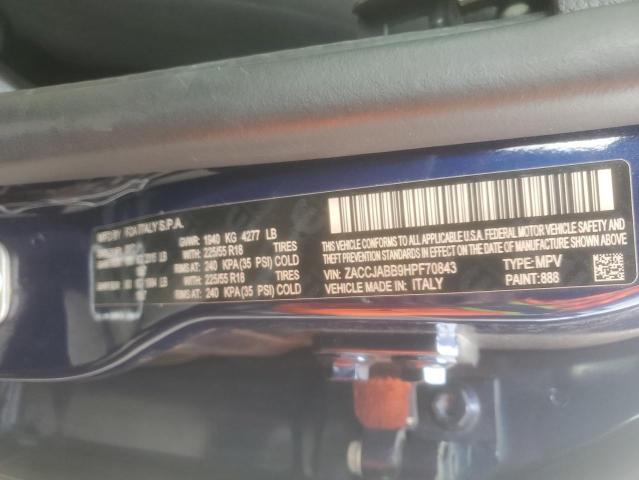 MFD BY FCA ITALY S.P.A.
GVWR: 1940 KG 4277 LB
WITH: 225/55 R18 TIRES
RIMS AT: 240 KPA (35 PSI) COLD
WITH: 225/55 R18 TIRES
RIMS AT: 240 KPA (35 PSI) COLD
THIS VEHICLE CONFORMS TO ALL APPLICABLE U.S.A. FEDERAL MOTOR VEHICLE SAFETY AND
THEFT PREVENTION STANDARDS IN EFFECT ON THE DATE OF MANUFACTURE SHOWN ABOVE.
VIN: ZACCJABB9HPF70843 TYPE: MPV
VEHICLE MADE IN: ITALY PAINT: 888